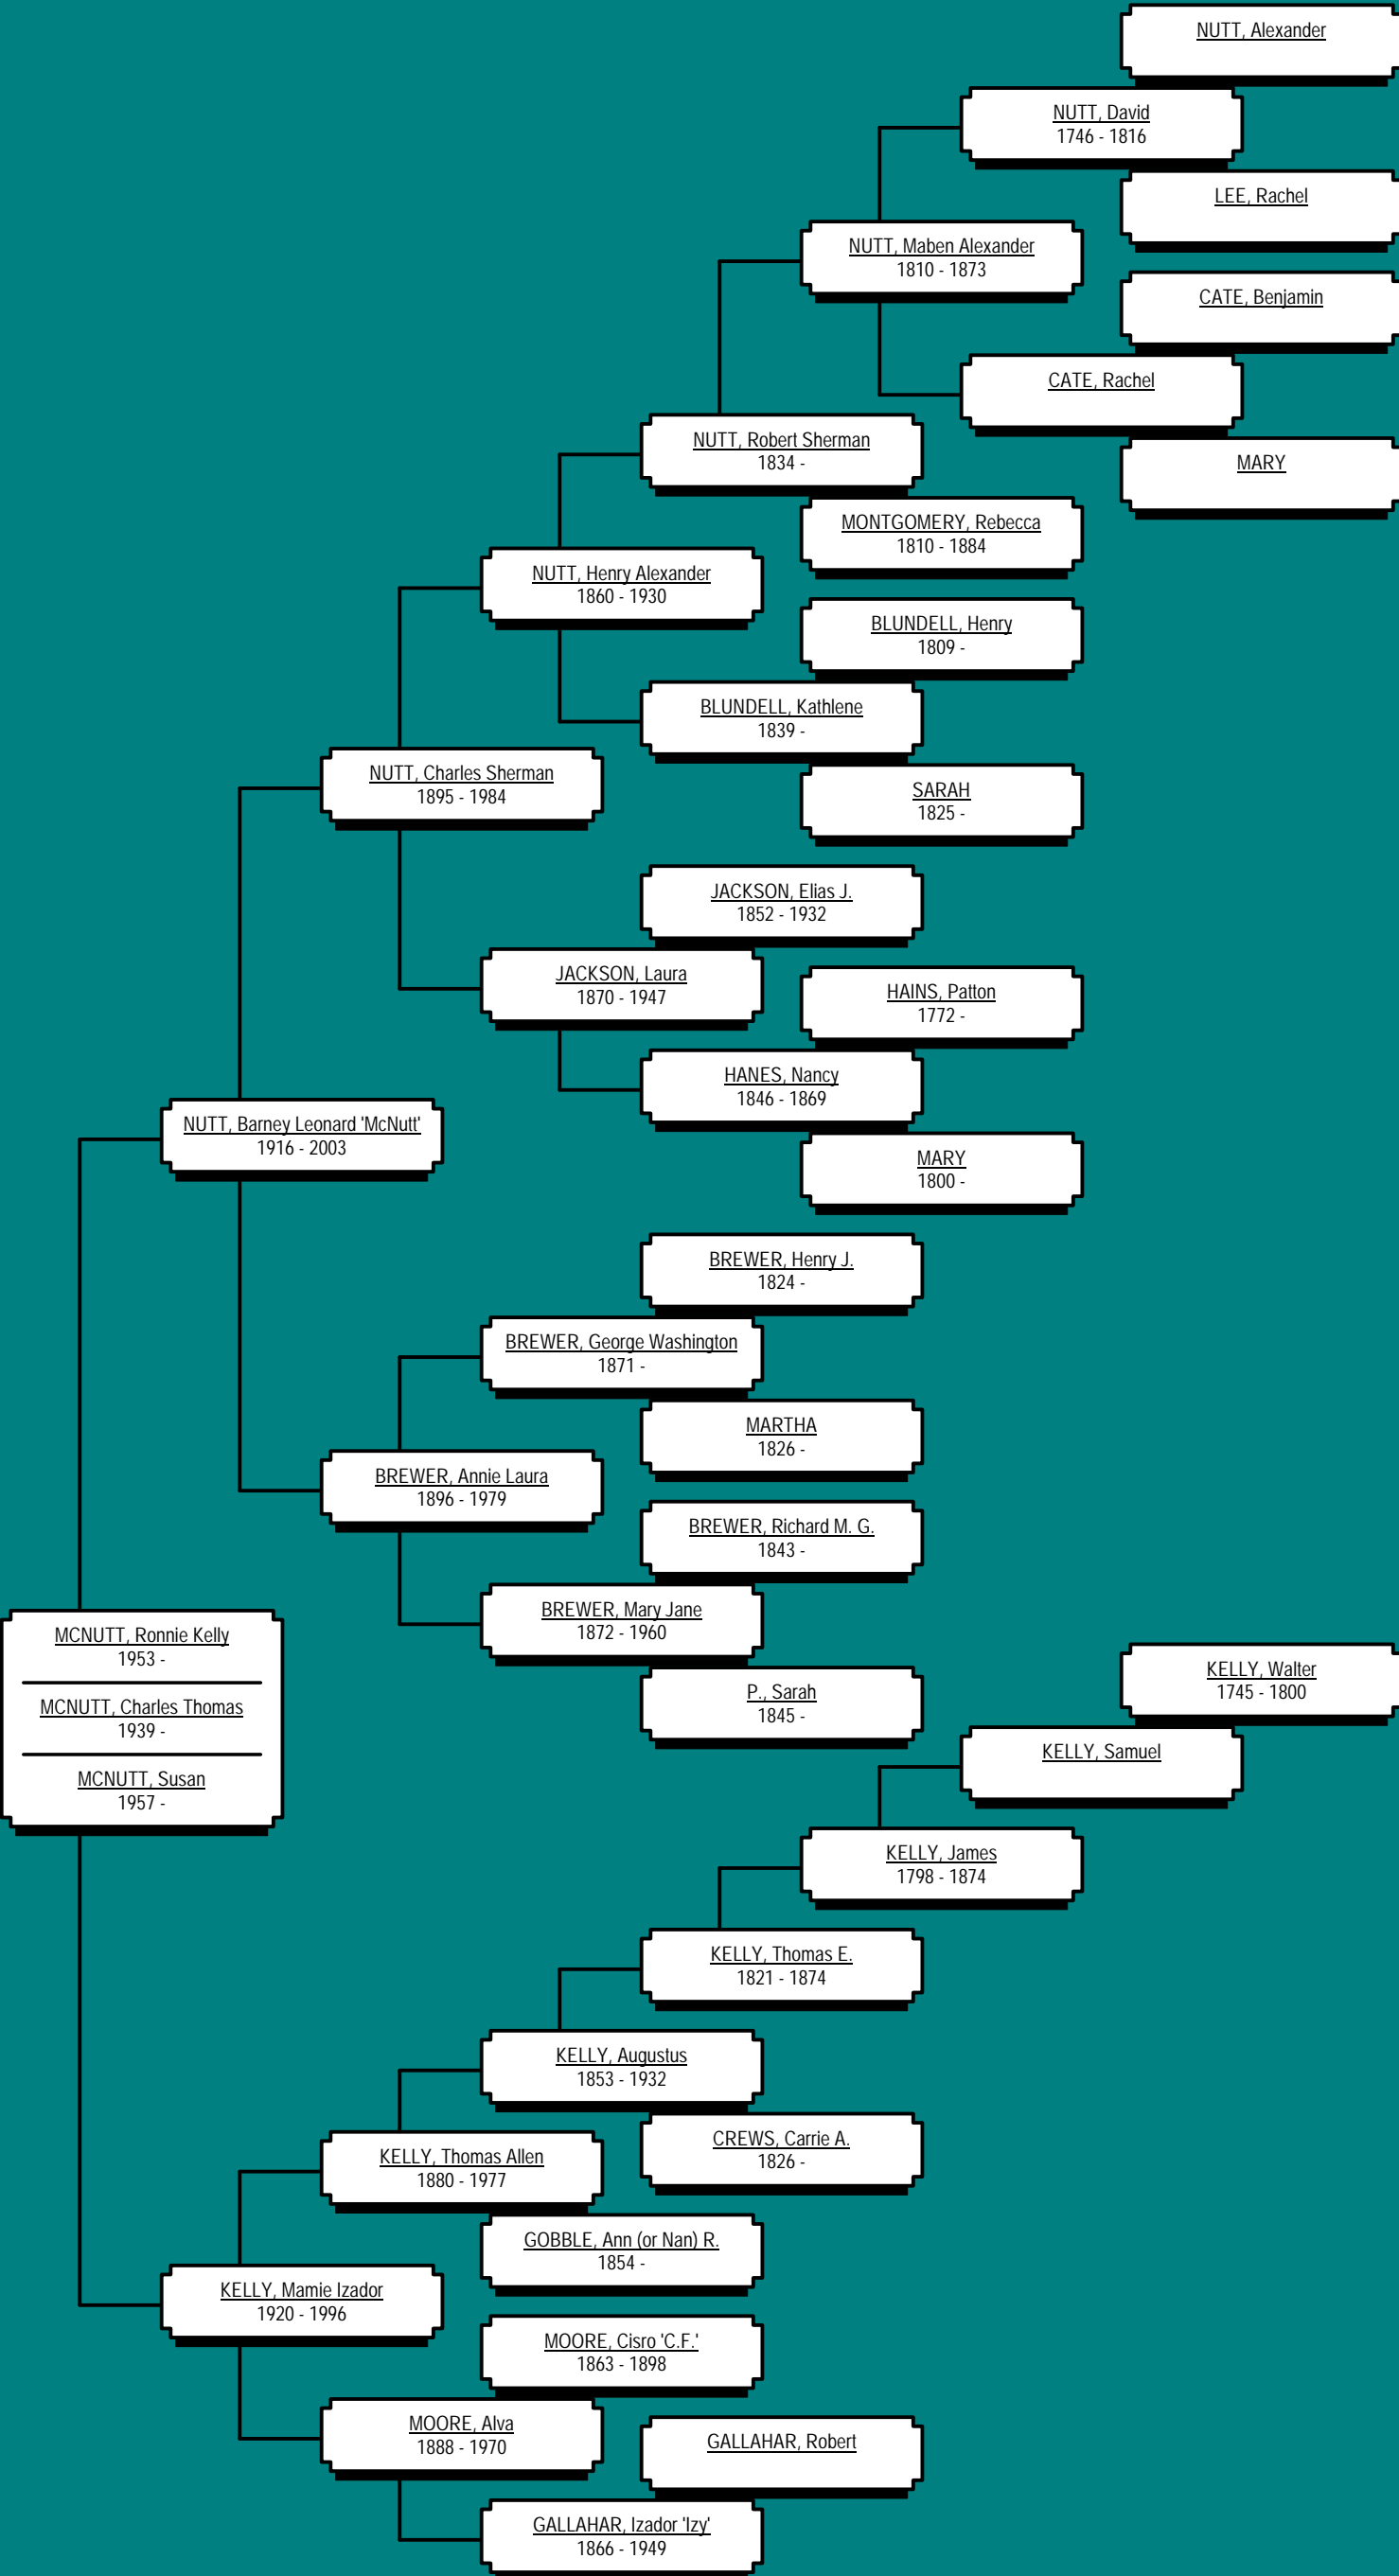 NUTT, Alexander
NUTT, David
1746 - 1816
LEE, Rachel
NUTT, Maben Alexander
1810 - 1873
CATE, Benjamin
CATE, Rachel
NUTT, Robert Sherman
1834 -
MARY
MONTGOMERY, Rebecca
1810 - 1884
NUTT, Henry Alexander
1860 - 1930
BLUNDELL, Henry
1809 -
BLUNDELL, Kathlene
1839 -
NUTT, Charles Sherman
1895 - 1984
SARAH
1825 -
JACKSON, Elias J.
1852 - 1932
JACKSON, Laura
1870 - 1947
HAINS, Patton
1772 -
HANES, Nancy
1846 - 1869
NUTT, Barney Leonard 'McNutt'
1916 - 2003
MARY
1800 -
BREWER, Henry J.
1824 -
BREWER, George Washington
1871 -
MARTHA
1826 -
BREWER, Annie Laura
1896 - 1979
BREWER, Richard M. G.
1843 -
BREWER, Mary Jane
1872 - 1960
MCNUTT, Ronnie Kelly
1953 -
MCNUTT, Charles Thomas
1939 -
MCNUTT, Susan
1957 -
KELLY, Walter
1745 - 1800
P., Sarah
1845 -
KELLY, Samuel
KELLY, James
1798 - 1874
KELLY, Thomas E.
1821 - 1874
KELLY, Augustus
1853 - 1932
CREWS, Carrie A.
1826 -
KELLY, Thomas Allen
1880 - 1977
GOBBLE, Ann (or Nan) R.
1854 -
KELLY, Mamie Izador
1920 - 1996
MOORE, Cisro 'C.F.'
1863 - 1898
MOORE, Alva
1888 - 1970
GALLAHAR, Robert
GALLAHAR, Izador 'Izy'
1866 - 1949